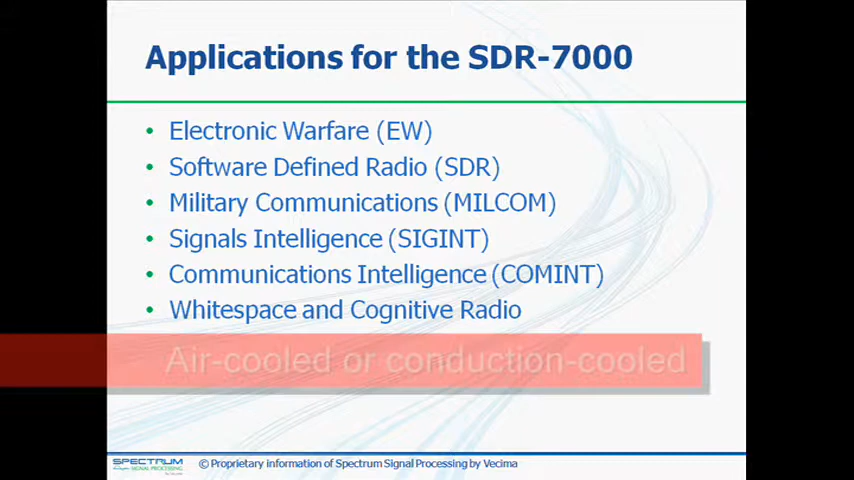 Applications for the SDR-7000
• Electronic Warfare (EW)
• Software Defined Radio (SDR)
• Military Communications (MILCOM)
• Signals Intelligence (SIGINT)
• Communications Intelligence (COMINT)
• Whitespace and Cognitive Radio
Air-cooled or conduction-cooled
SPECTRUM
SIGNAL PROCESSING
© Proprietary information of Spectrum Signal Processing by Vecima